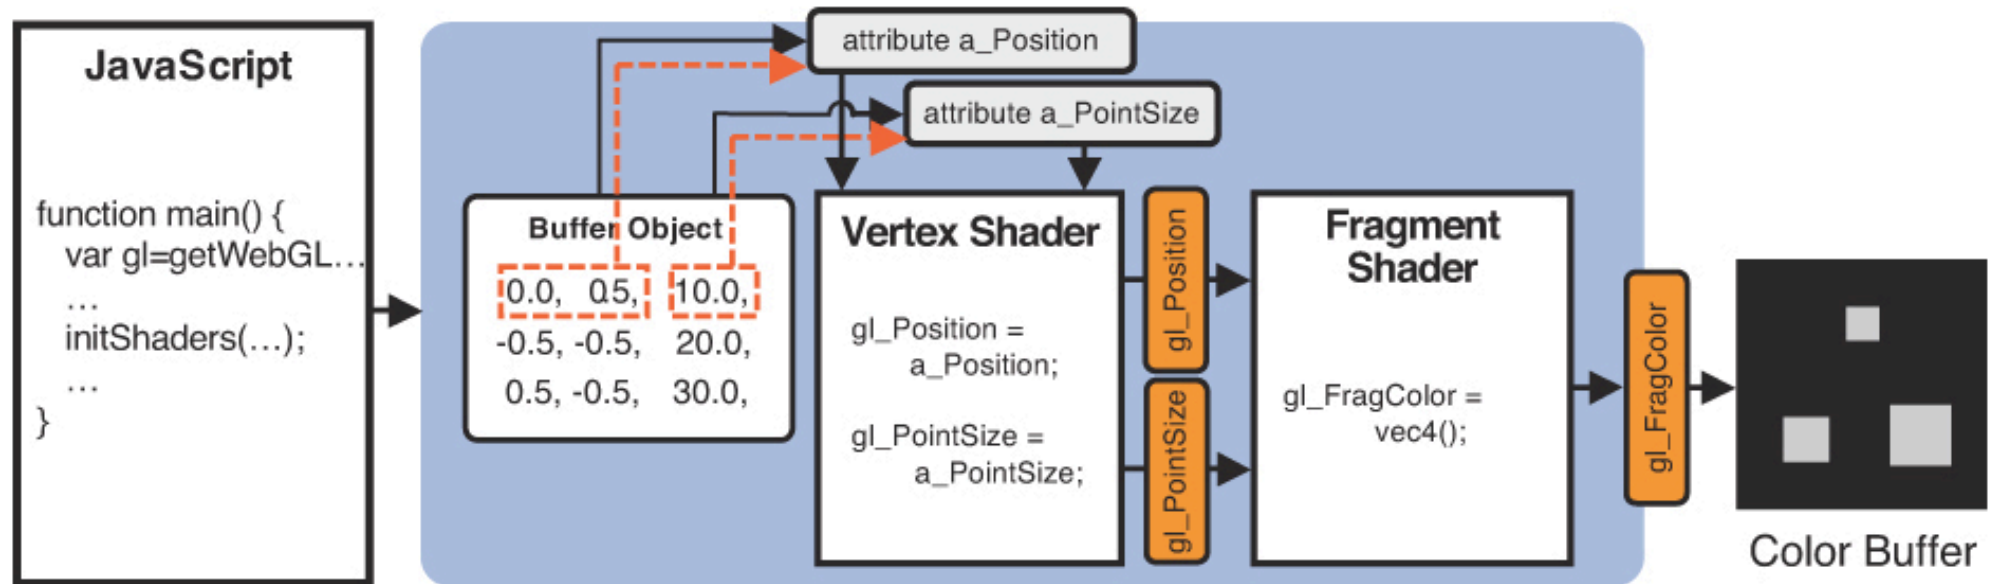 JavaScript
function main() {
var gl=getWebGL…
…
initShaders(…);
…
}
attribute a_Position
attribute a_PointSize
Buffer Object
0.0, 0.5, 10.0,
-0.5, -0.5, 20.0,
0.5, -0.5, 30.0,
Vertex Shader
gl_Position =
a_Position;
gl_PointSize =
a_PointSize;
gl_Position
gl_PointSize
Fragment
Shader
gl_FragColor =
vec4();
gl_FragColor
Color Buffer